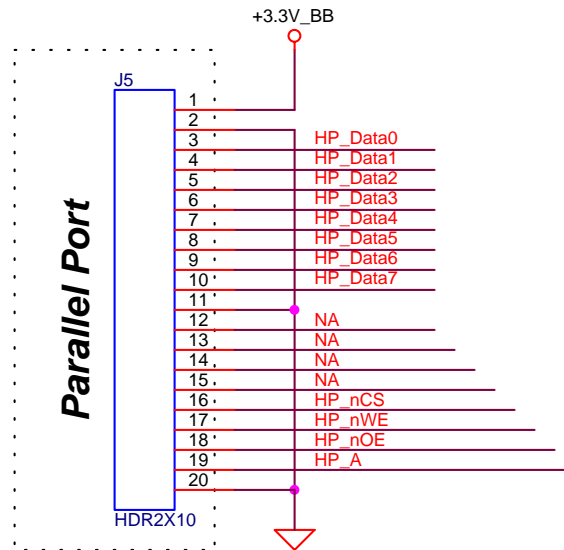 +3.3V_BB
J5
1
2
3 HP_Data0
4 HP_Data1
5 HP_Data2
6 HP_Data3
7 HP_Data4
8 HP_Data5
9 HP_Data6
10 HP_Data7
11
12 NA
13 NA
14 NA
15 NA
16 HP_nCS
17 HP_nWE
18 HP_nOE
19 HP_A
20
HDR2X10
Parallel Port